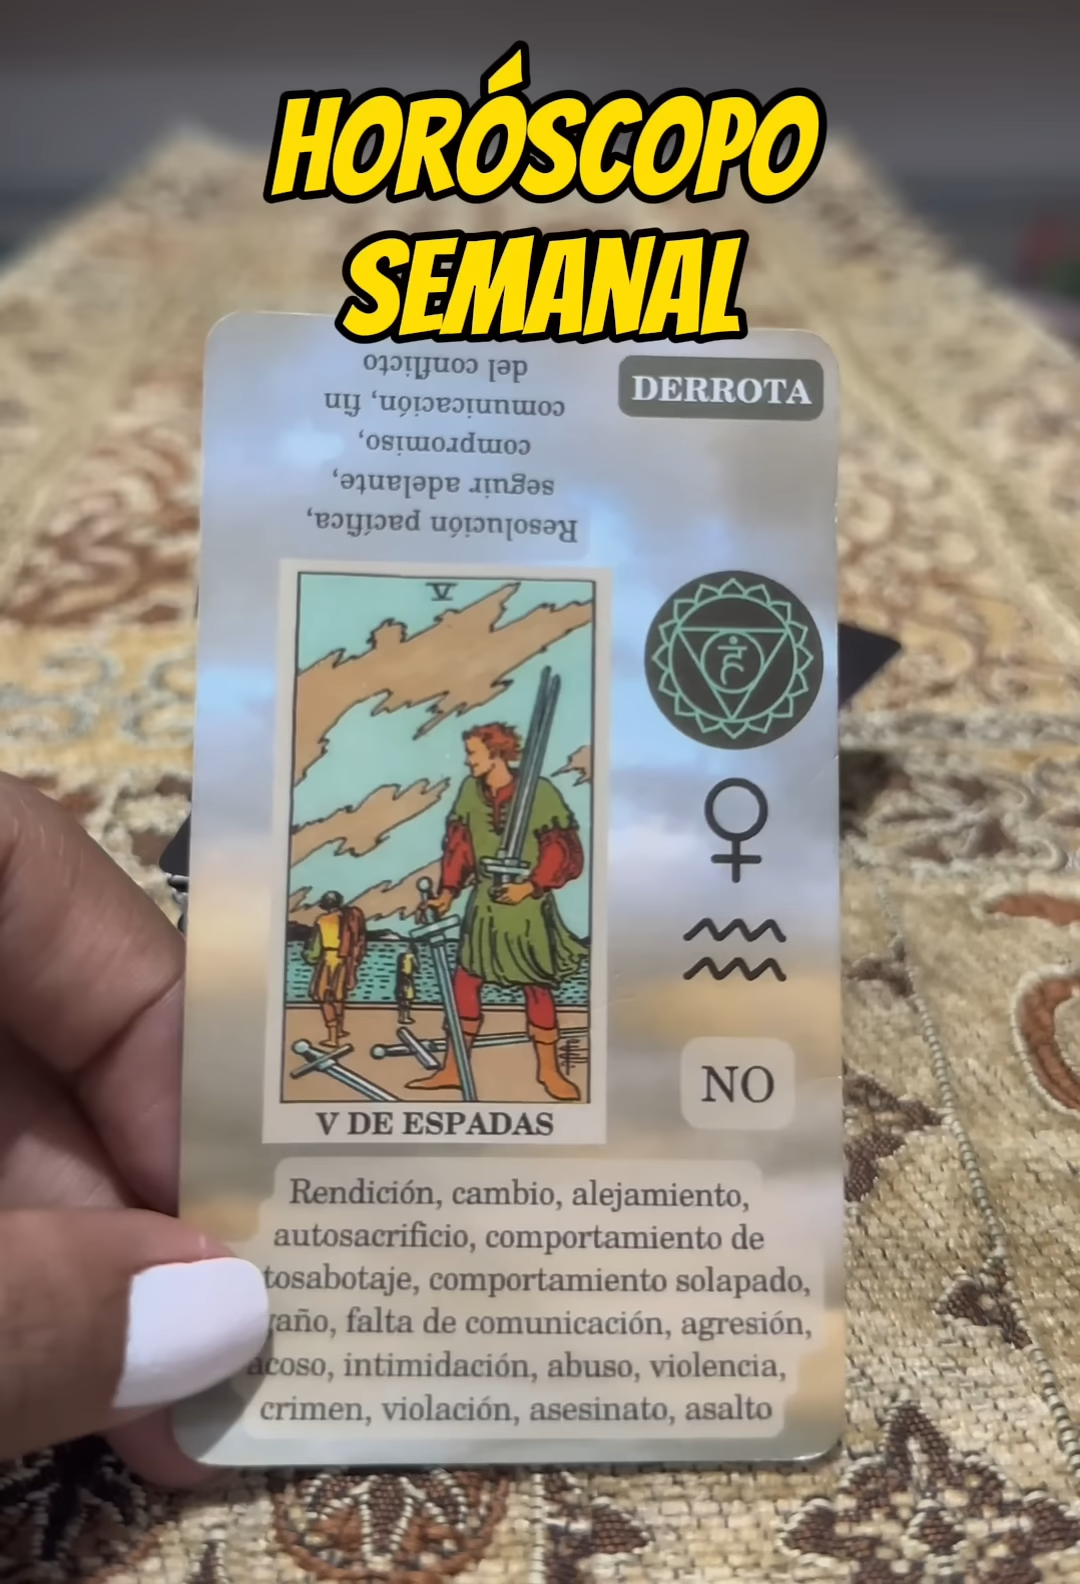 HORÓSCOPO
SEMANAL
DERROTA
Resolución pacífica,
seguir adelante,
compromiso,
comunicación, fin
del conflicto
V
V DE ESPADAS
NO
Rendición, cambio, alejamiento,
autosacrificio, comportamiento de
tosabotaje, comportamiento solapado,
año, falta de comunicación, agresión,
acoso, intimidación, abuso, violencia,
crimen, violación, asesinato, asalto